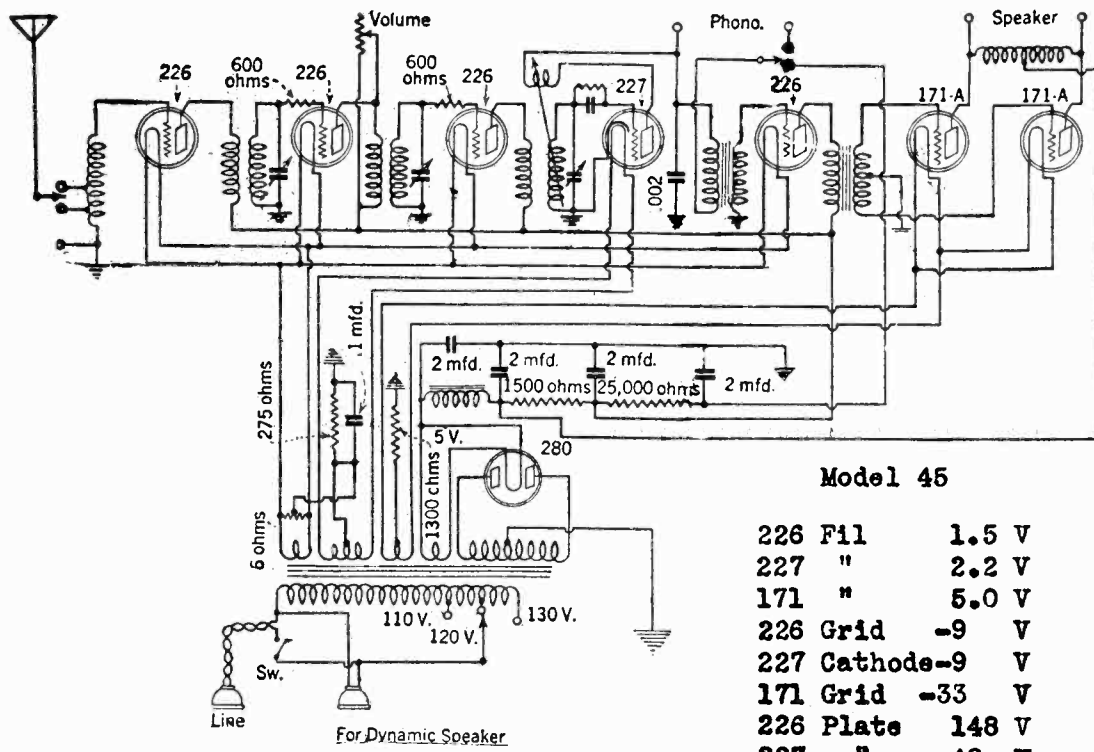 Volume
Phono.
Speaker
226
600 ohms
226
600 ohms
226
227
226
171-A
171-A
.002
275 ohms
1 mfd.
2 mfd.
2 mfd.
2 mfd.
2 mfd.
1500 ohms
25,000 ohms
5 V.
280
1300 ohms
6 ohms
110 V.
120 V.
130 V.
Sw.
Line
For Dynamic Speaker
Model 45
226 Fil 1.5 V
227 " 2.2 V
171 " 5.0 V
226 Grid -9 V
227 Cathode-9 V
171 Grid -33 V
226 Plate 148 V